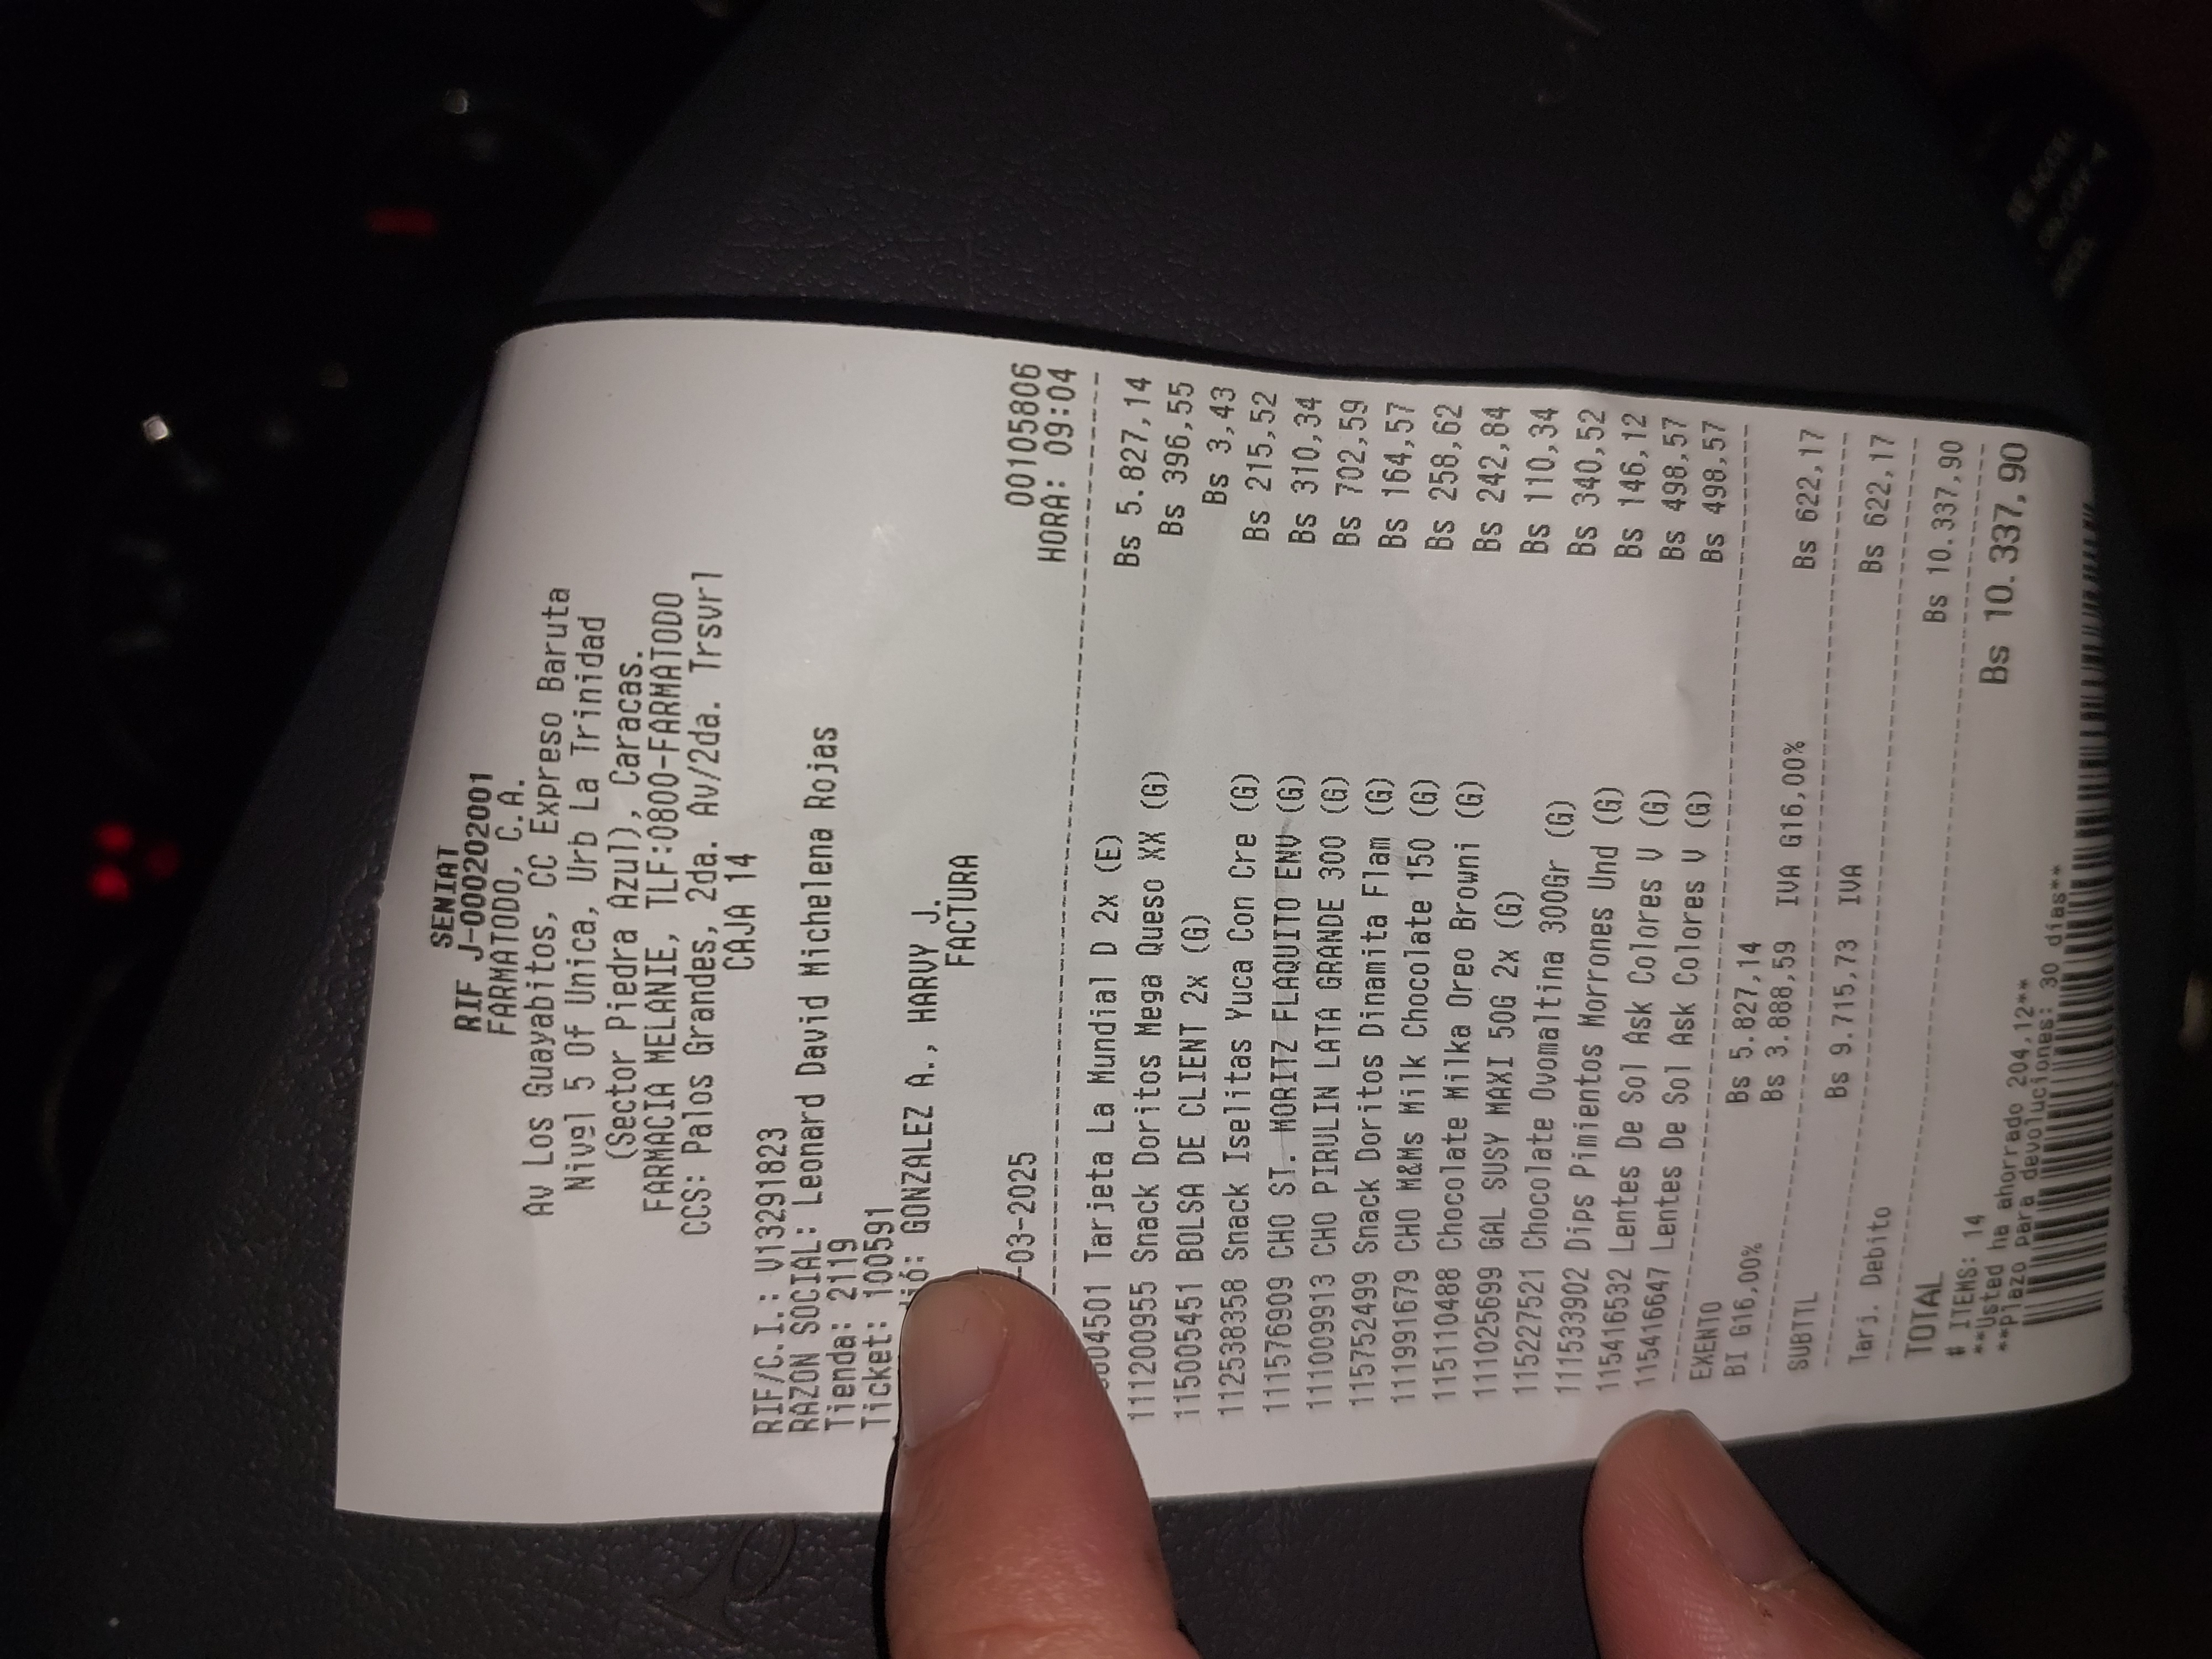 SENIAT
RIF J-000202001
FARMATODO, C.A.
Av Los Guayabitos, CC Expreso Baruta
Nivel 5 Of Unica, Urb La Trinidad
(Sector Piedra Azul), Caracas.
FARMACIA MELANIE, TLF:0800-FARMATODO
CCS: Palos Grandes, 2da. Av/2da. Trsvrl
CAJA 14
RIF/C.I.: V13291823
RAZON SOCIAL: Leonard David Michelena Rojas
Tienda: 2119
Ticket: 100591
GONZALEZ A., HARVY J.
FACTURA
00105806
-03-2025 HORA: 09:04
004501 Tarjeta La Mundial D 2x (E) Bs 5.827,14
111200955 Snack Doritos Mega Queso XX (G) Bs 396,55
115005451 BOLSA DE CLIENT 2x (G) Bs 3,43
112538358 Snack Iselitas Yuca Con Cre (G) Bs 215,52
111576909 CHO ST. MORITZ FLAQUITO ENV (G) Bs 310,34
111009913 CHO PIRULIN LATA GRANDE 300 (G) Bs 702,59
115752499 Snack Doritos Dinamita Flam (G) Bs 164,57
111991679 CHO M&Ms Milk Chocolate 150 (G) Bs 258,62
115110488 Chocolate Milka Oreo Browni (G) Bs 242,84
111025699 GAL SUSY MAXI 50G 2x (G) Bs 110,34
115227521 Chocolate Ovomaltina 300Gr (G) Bs 340,52
111533902 Dips Pimientos Morrones Und (G) Bs 146,12
115416532 Lentes De Sol Ask Colores V (G) Bs 498,57
115416647 Lentes De Sol Ask Colores V (G) Bs 498,57
EXENTO Bs 5.827,14
BI G16,00% Bs 3.888,59 IVA G16,00% Bs 622,17
SUBTTL Bs 9.715,73 IVA Bs 622,17
Tarj. Debito Bs 10.337,90
TOTAL Bs 10.337,90
# ITEMS: 14
**Usted ha ahorrado 204,12**
**plazo para devoluciones: 30 dias**